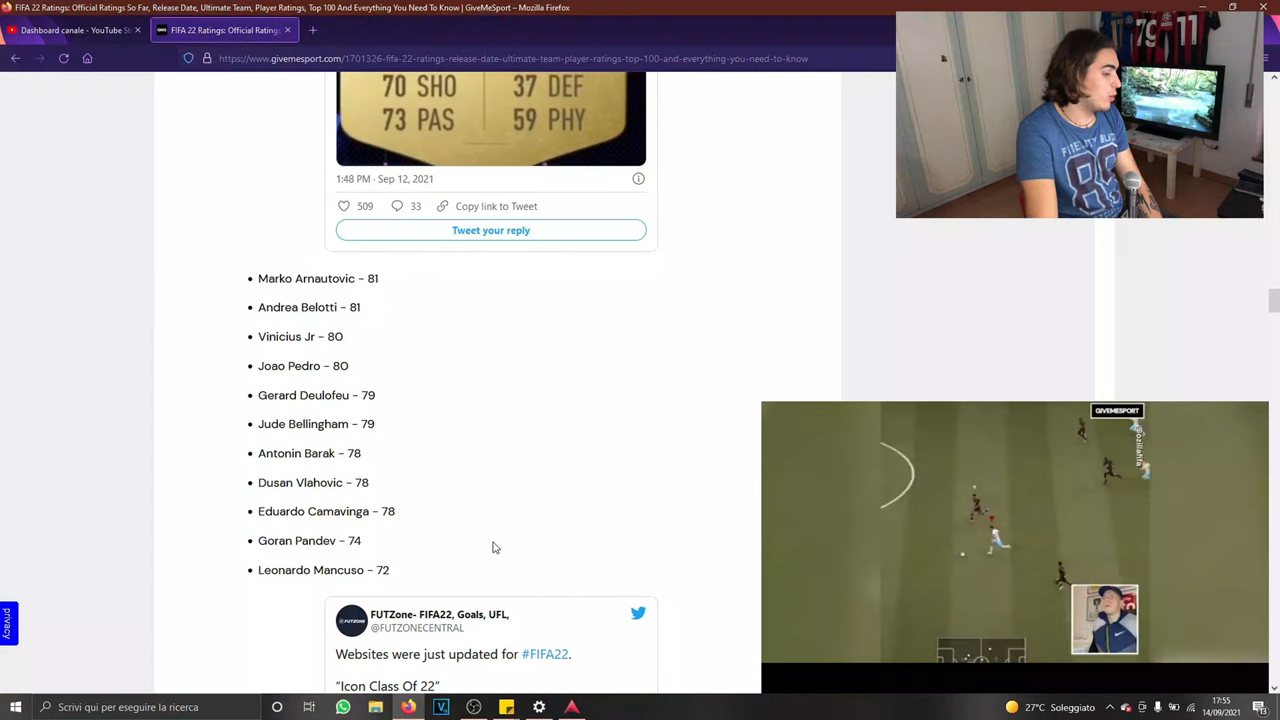 FIFA 22 Ratings: Official Ratings So Far, Release Date, Ultimate Team, Player Ratings, Top 100 And Everything You Need To Know | GiveMeSport – Mozilla Firefox
Dashboard canale - YouTube St
FIFA 22 Ratings: Official Ratings
https://www.givemesport.com/1701326-fifa-22-ratings-release-date-ultimate-team-player-ratings-top-100-and-everything-you-need-to-know
79 11
70 SHO 37 DEF
73 PAS 59 PHY
89
1:48 PM · Sep 12, 2021
509 33 Copy link to Tweet
Tweet your reply
• Marko Arnautovic – 81
• Andrea Belotti – 81
• Vinicius Jr – 80
• Joao Pedro – 80
• Gerard Deulofeu – 79
• Jude Bellingham – 79
• Antonin Barak – 78
• Dusan Vlahovic – 78
• Eduardo Camavinga – 78
• Goran Pandev – 74
• Leonardo Mancuso – 72
GIVEMESPORT
privacy
FUTZone- FIFA22, Goals, UFL,
@FUTZONECENTRAL
Websites were just updated for #FIFA22.
“Icon Class Of 22”
Scrivi qui per eseguire la ricerca
27°C Soleggiato
17:55
14/09/2021
13